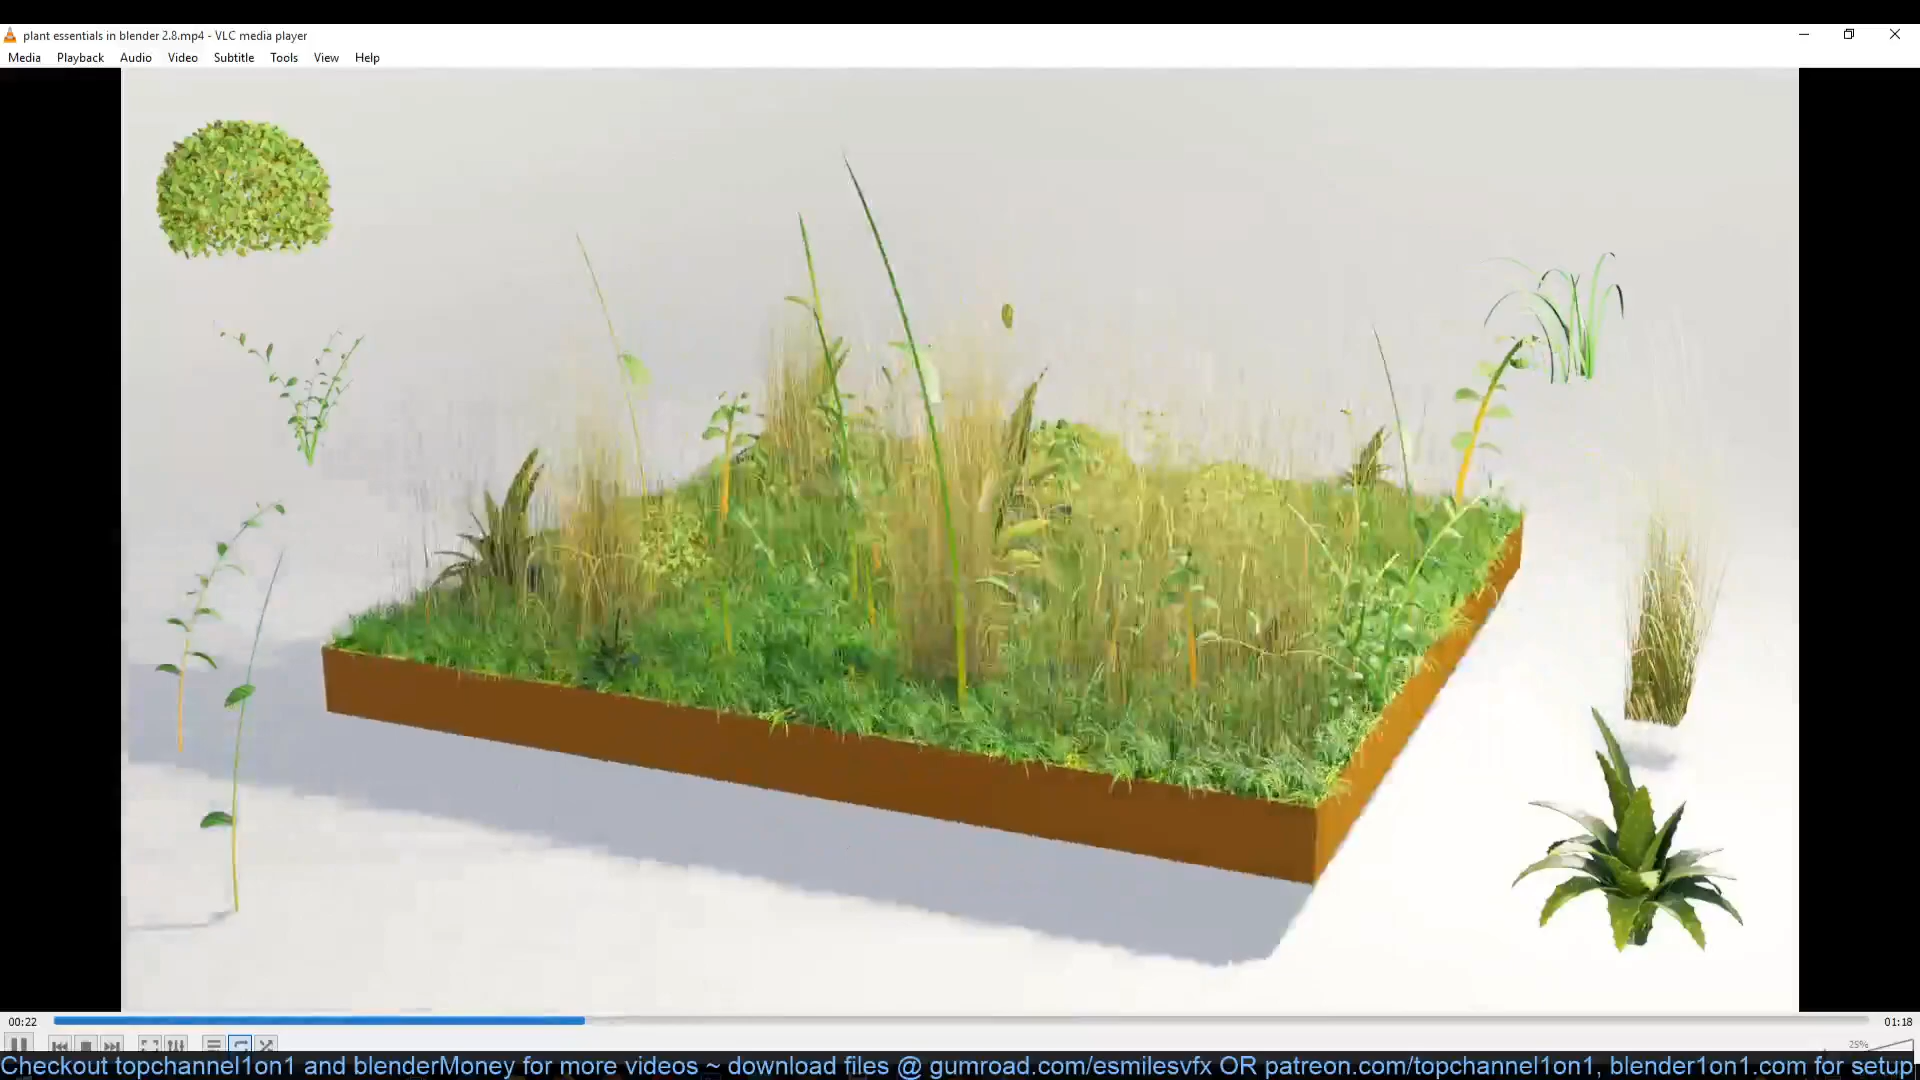 plant essentials in blender 2.8.mp4 - VLC media player
Media Playback Audio Video Subtitle Tools View Help
00:22
01:18
25%
Checkout topchannel1on1 and blenderMoney for more videos ~ download files @ gumroad.com/esmilesvfx OR patreon.com/topchannel1on1, blender1on1.com for setup